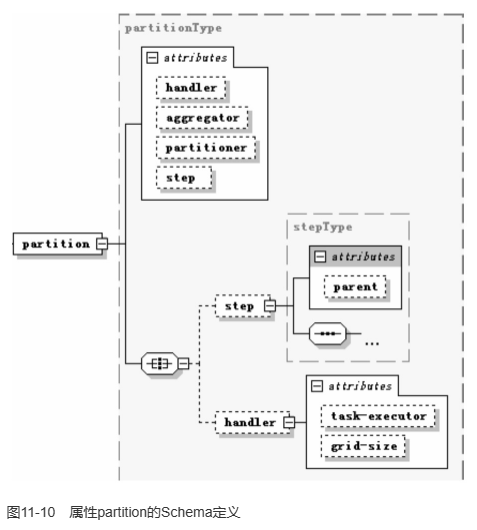 partitionType
attributes
handler
aggregator
partitioner
step
partition
stepType
attributes
parent
step
...
attributes
handler
task-executor
grid-size
图11-10 属性partition的Schema定义